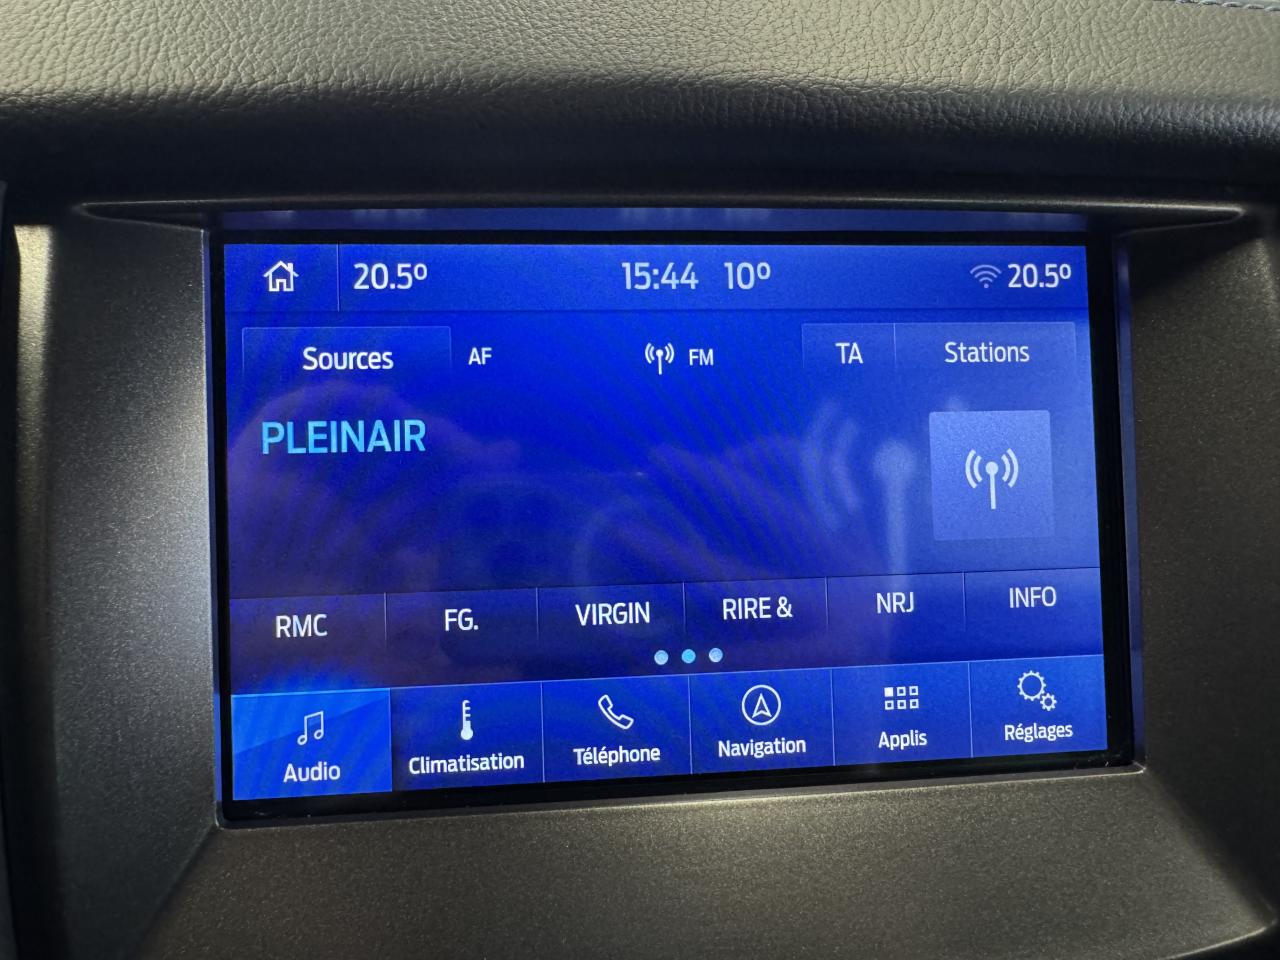 20.5º 15:44 10º 20.5º
Sources AF FM TA Stations
PLEINAIR
RMC FG. VIRGIN RIRE & NRJ INFO
Audio Climatisation Téléphone Navigation Applis Réglages